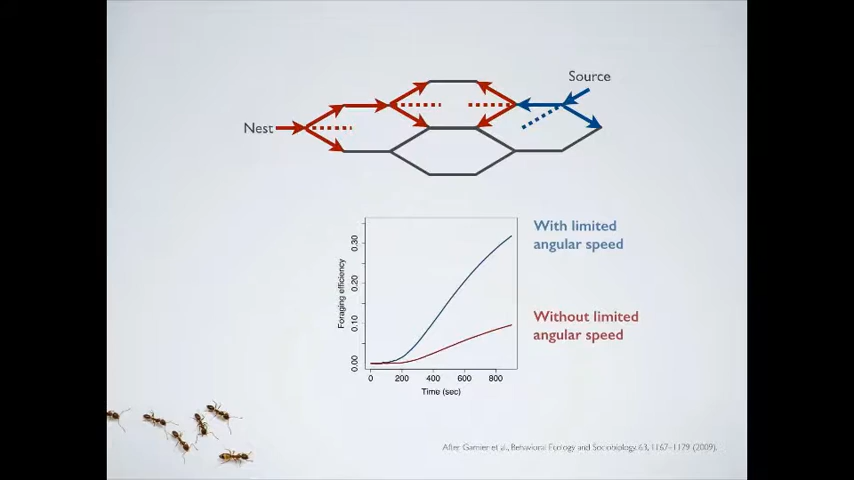 Source
Nest
With limited
angular speed
Without limited
angular speed
Foraging efficiency
0.30
0.20
0.10
0.00
0
200
400
600
800
Time (sec)
After Garnier et al., Behavioral Ecology and Sociobiology, 63, 1167–1179 (2009).